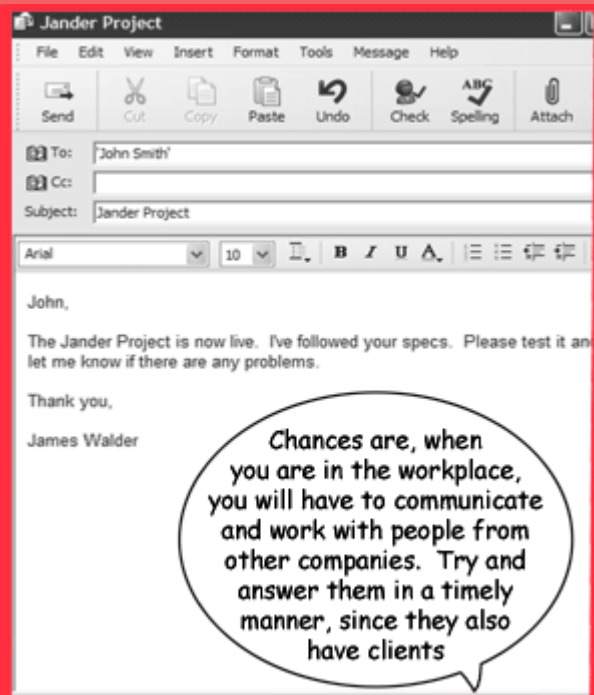 Jander Project
File Edit View Insert Format Tools Message Help
Send Cut Copy Paste Undo Check ABC Spelling Attach
To: 'John Smith'
Cc:
Subject: Jander Project
Arial 10 B I U A
John,
The Jander Project is now live. I've followed your specs. Please test it and
let me know if there are any problems.
Thank you,
James Walder
Chances are, when
you are in the workplace,
you will have to communicate
and work with people from
other companies. Try and
answer them in a timely
manner, since they also
have clients